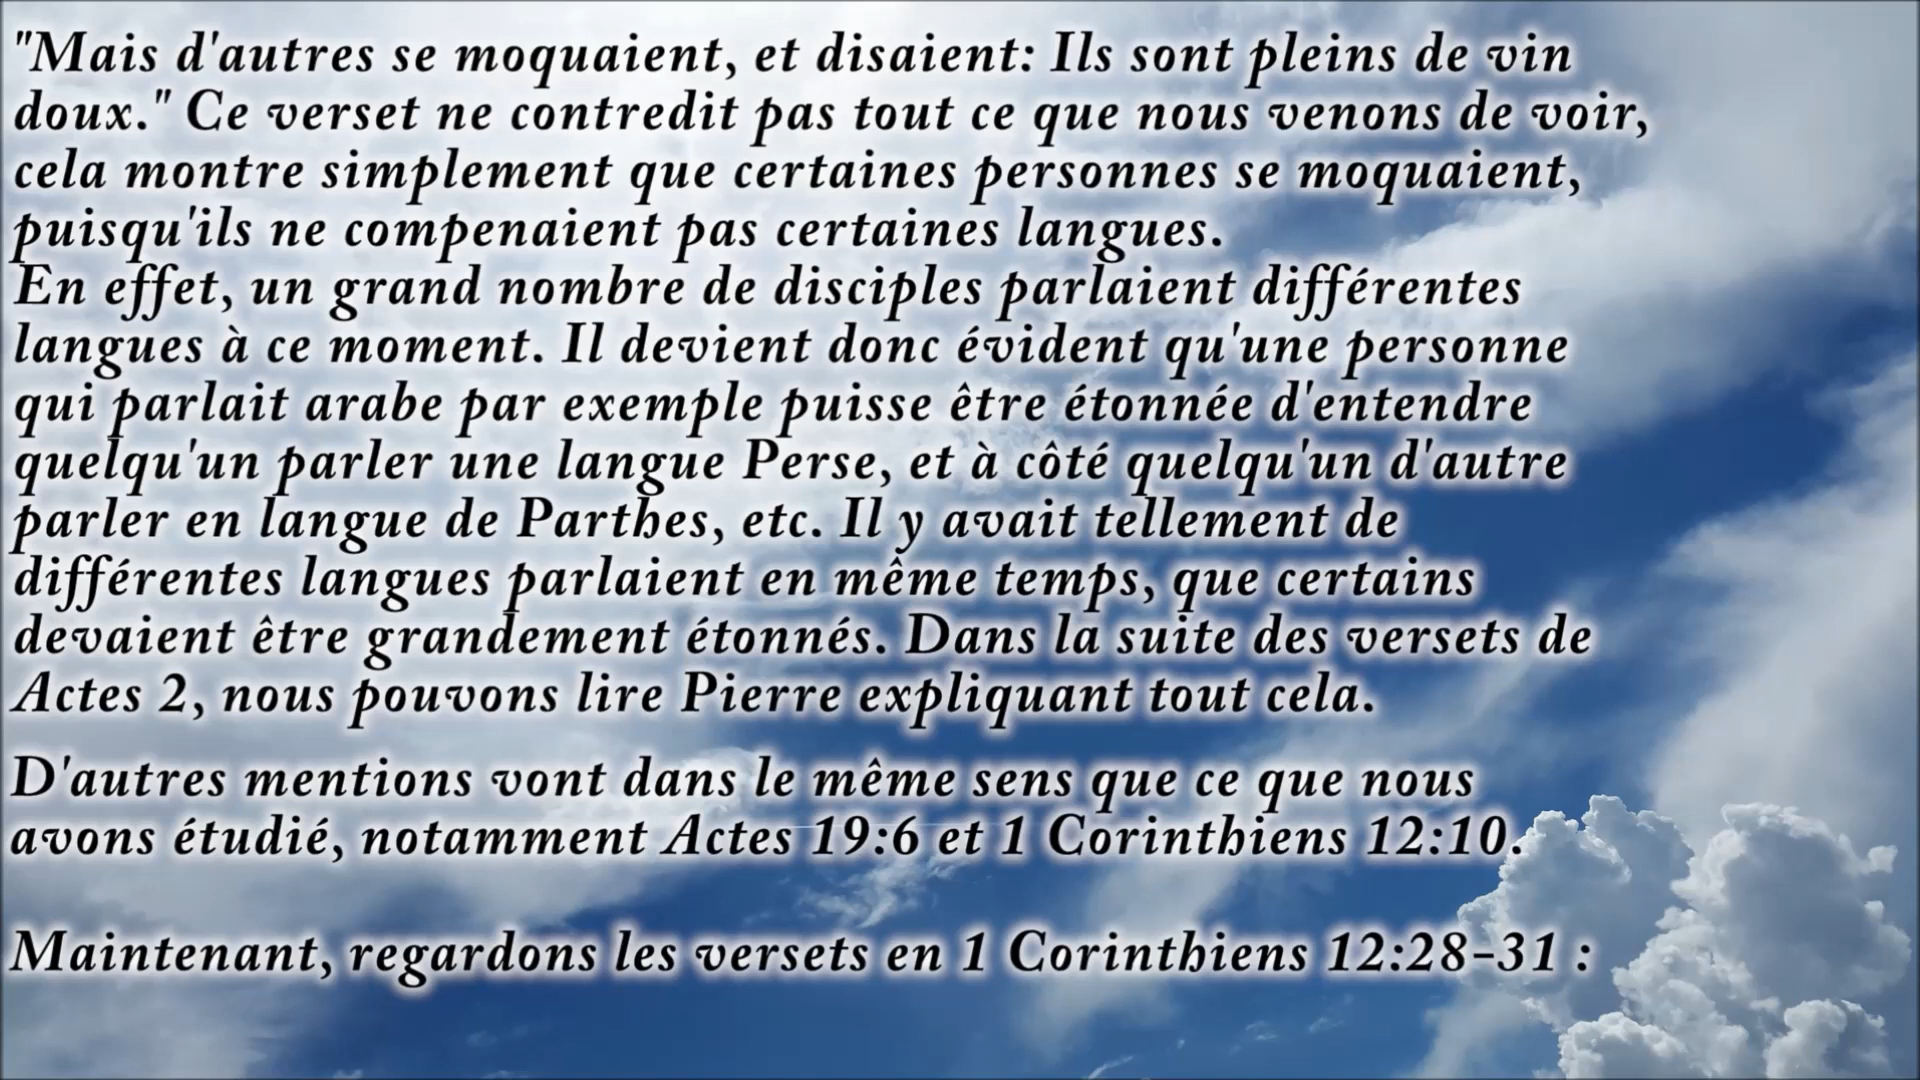 "Mais d'autres se moquaient, et disaient: Ils sont pleins de vin
doux." Ce verset ne contredit pas tout ce que nous venons de voir,
cela montre simplement que certaines personnes se moquaient,
puisqu'ils ne compenaient pas certaines langues.
En effet, un grand nombre de disciples parlaient différentes
langues à ce moment. Il devient donc évident qu'une personne
qui parlait arabe par exemple puisse être étonnée d'entendre
quelqu'un parler une langue Perse, et à côté quelqu'un d'autre
parler en langue de Parthes, etc. Il y avait tellement de
différentes langues parlaient en même temps, que certains
devaient être grandement étonnés. Dans la suite des versets de
Actes 2, nous pouvons lire Pierre expliquant tout cela.
D'autres mentions vont dans le même sens que ce que nous
avons étudié, notamment Actes 19:6 et 1 Corinthiens 12:10.
Maintenant, regardons les versets en 1 Corinthiens 12:28-31 :